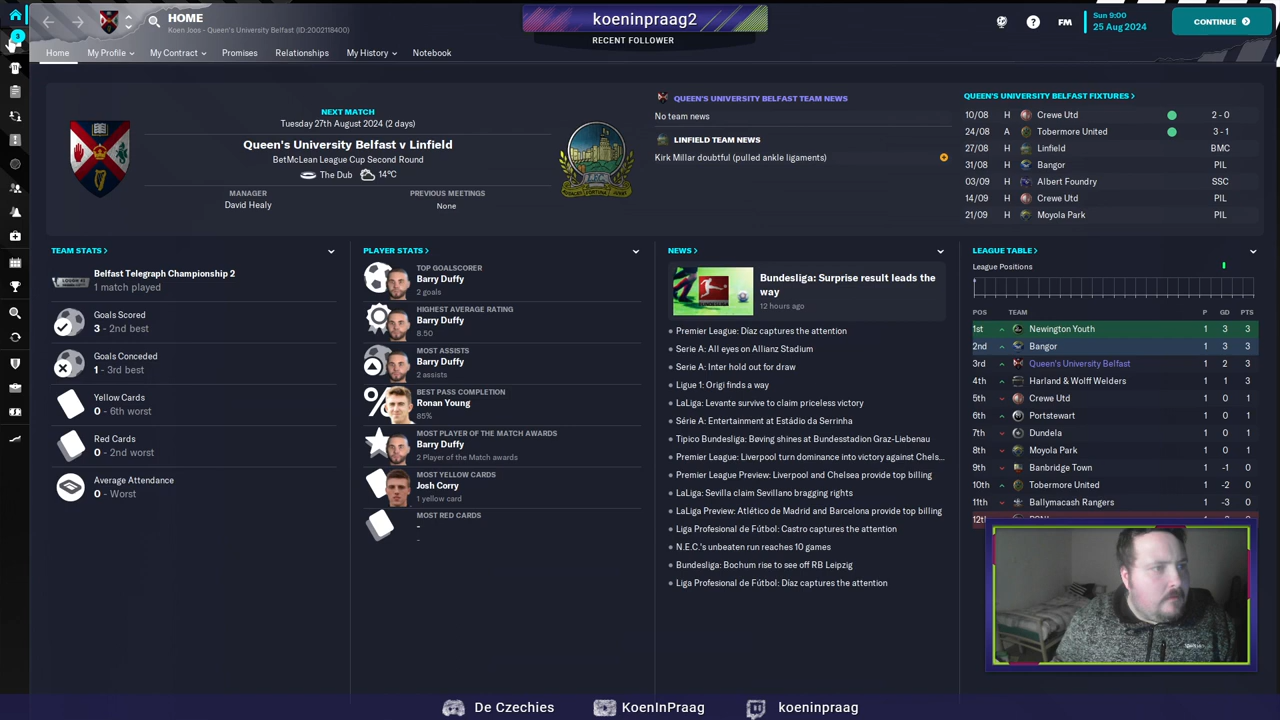 HOME
Koen Joos - Queen's University Belfast (ID:2002118400)
koeninpraag2
RECENT FOLLOWER
FM
Sun 9:00
25 Aug 2024
CONTINUE
3
Home
My Profile
My Contract
Promises
Relationships
My History
Notebook
NEXT MATCH
Tuesday 27th August 2024 (2 days)
Queen's University Belfast v Linfield
BetMcLean League Cup Second Round
The Dub
14°C
MANAGER
David Healy
PREVIOUS MEETINGS
None
QUEEN'S UNIVERSITY BELFAST TEAM NEWS
No team news
LINFIELD TEAM NEWS
Kirk Millar doubtful (pulled ankle ligaments)
QUEEN'S UNIVERSITY BELFAST FIXTURES >
10/08 H Crewe Utd 2 - 0
24/08 A Tobermore United 3 - 1
27/08 H Linfield BMC
31/08 H Bangor PIL
03/09 H Albert Foundry SSC
14/09 H Crewe Utd PIL
21/09 H Moyola Park PIL
TEAM STATS >
Belfast Telegraph Championship 2
1 match played
Goals Scored
3 - 2nd best
Goals Conceded
1 - 3rd best
Yellow Cards
0 - 6th worst
Red Cards
0 - 2nd worst
Average Attendance
0 - Worst
PLAYER STATS >
TOP GOALSCORER
Barry Duffy
2 goals
HIGHEST AVERAGE RATING
Barry Duffy
8.50
MOST ASSISTS
Barry Duffy
2 assists
BEST PASS COMPLETION
Ronan Young
85%
MOST PLAYER OF THE MATCH AWARDS
Barry Duffy
2 Player of the Match awards
MOST YELLOW CARDS
Josh Corry
1 yellow card
MOST RED CARDS
-
-
NEWS >
Bundesliga: Surprise result leads the way
12 hours ago
Premier League: Díaz captures the attention
Serie A: All eyes on Allianz Stadium
Serie A: Inter hold out for draw
Ligue 1: Origi finds a way
LaLiga: Levante survive to claim priceless victory
Série A: Entertainment at Estádio da Serrinha
Tipico Bundesliga: Bøving shines at Bundesstadion Graz-Liebenau
Premier League: Liverpool turn dominance into victory against Chels...
Premier League Preview: Liverpool and Chelsea provide top billing
LaLiga: Sevilla claim Sevillano bragging rights
LaLiga Preview: Atlético de Madrid and Barcelona provide top billing
Liga Profesional de Fútbol: Castro captures the attention
N.E.C.'s unbeaten run reaches 10 games
Bundesliga: Bochum rise to see off RB Leipzig
Liga Profesional de Fútbol: Díaz captures the attention
LEAGUE TABLE >
League Positions
POS TEAM P GD PTS
1st Newington Youth 1 3 3
2nd Bangor 1 3 3
3rd Queen's University Belfast 1 2 3
4th Harland & Wolff Welders 1 1 3
5th Crewe Utd 1 0 1
6th Portstewart 1 0 1
7th Dundela 1 0 1
8th Moyola Park 1 0 1
9th Banbridge Town 1 -1 0
10th Tobermore United 1 -2 0
11th Ballymacash Rangers 1 -3 0
12th
De Czechies
KoenInPraag
koeninpraag